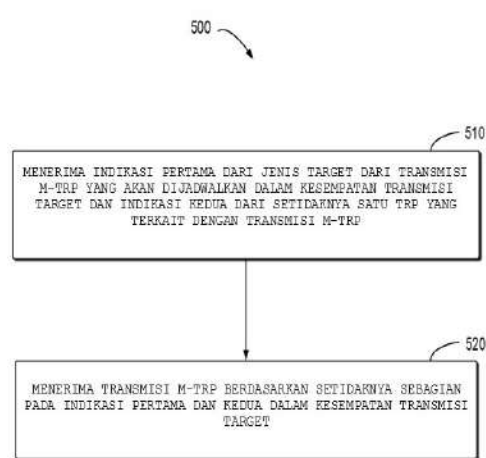 500
510
MENERIMA INDIKASI PERTAMA DARI JENIS TARGET DARI TRANSMISI
M-TRP YANG AKAN DIJADWALKAN DALAM KESEMPATAN TRANSMISI
TARGET DAN INDIKASI KEDUA DARI SETIDAKNYA SATU TRP YANG
TERKAIT DENGAN TRANSMISI M-TRP
520
MENERIMA TRANSMISI M-TRP BERDASARKAN SETIDAKNYA SEBAGIAN
PADA INDIKASI PERTAMA DAN KEDUA DALAM KESEMPATAN TRANSMISI
TARGET